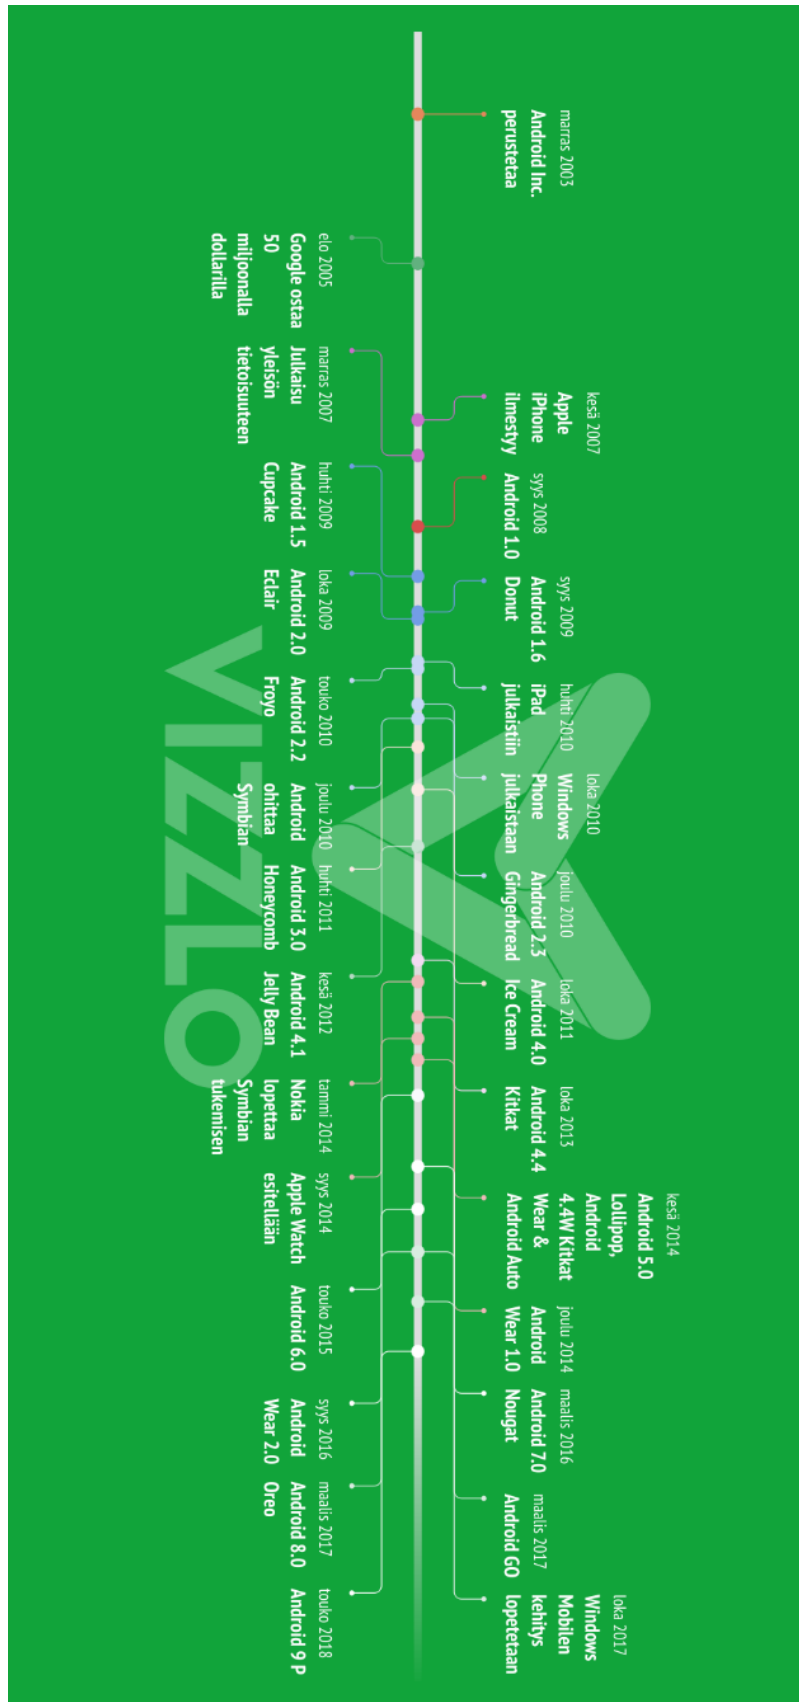 marras 2003
Android Inc.
perustetaa
kesä 2007
Apple
iPhone
ilmestyy
syys 2008
Android 1.0
syys 2009
Android 1.6
Donut
huhti 2010
iPad
julkaistiin
loka 2010
Windows
Phone
julkaistaan
joulu 2010
Android 2.3
Gingerbread
loka 2011
Android 4.0
Ice Cream
loka 2013
Android 4.4
Kitkat
kesä 2014
Android 5.0
Lollipop,
Android
4.4W Kitkat
Wear &
Android Auto
joulu 2014
Android
Wear 1.0
maalis 2016
Android 7.0
Nougat
maalis 2017
Android GO
loka 2017
Windows
Mobilen
kehitys
lopetetaan
elo 2005
Google ostaa
50
miljoonalla
dollarilla
marras 2007
Julkaisu
yleisön
tietoisuuteen
huhti 2009
Android 1.5
Cupcake
loka 2009
Android 2.0
Eclair
touko 2010
Android 2.2
Froyo
joulu 2010
Android
ohittaa
Symbian
huhti 2011
Android 3.0
Honeycomb
kesä 2012
Android 4.1
Jelly Bean
tammi 2014
Nokia
lopettaa
Symbian
tukemisen
syys 2014
Apple Watch
esitellään
touko 2015
Android 6.0
syys 2016
Android
Wear 2.0
maalis 2017
Android 8.0
Oreo
touko 2018
Android 9 P
VIZZLO